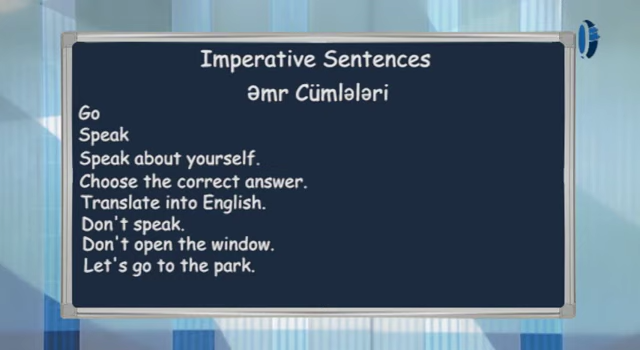 Imperative Sentences
Əmr Cümlələri
Go
Speak
Speak about yourself.
Choose the correct answer.
Translate into English.
Don't speak.
Don't open the window.
Let's go to the park.